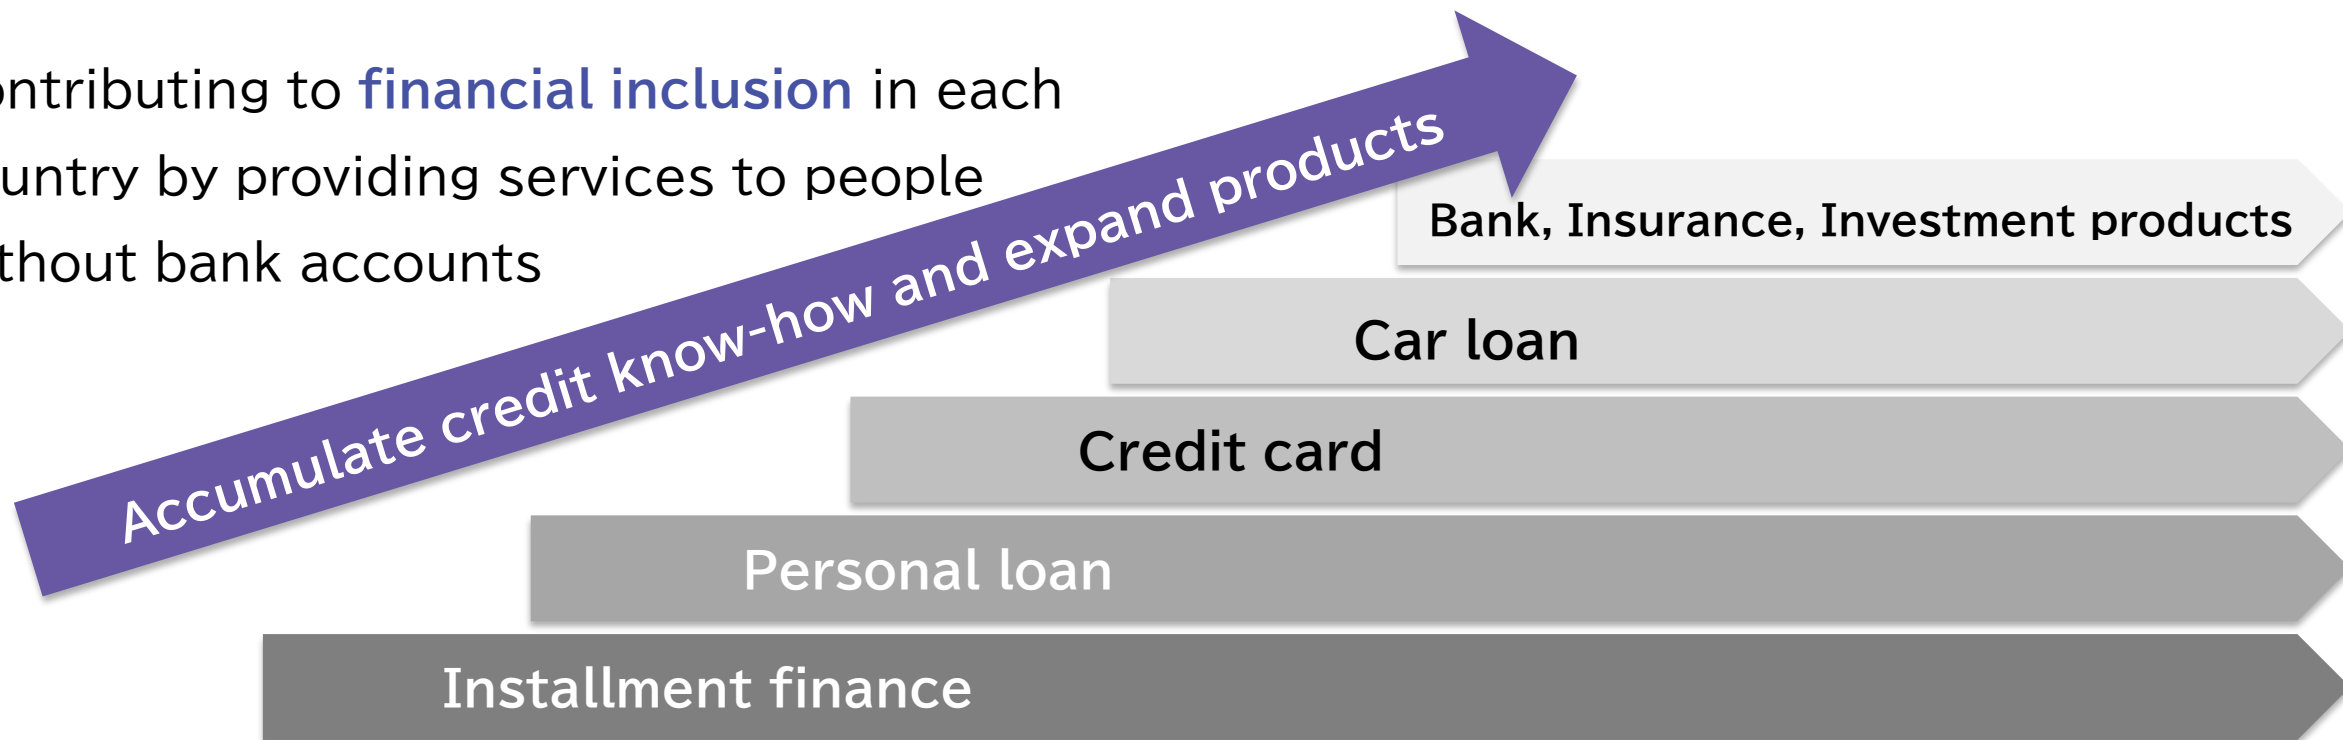 ntributing to financial inclusion in each
untry by providing services to people
thout bank accounts
Accumulate credit know-how and expand products
Bank, Insurance, Investment products
Car loan
Credit card
Personal loan
Installment finance